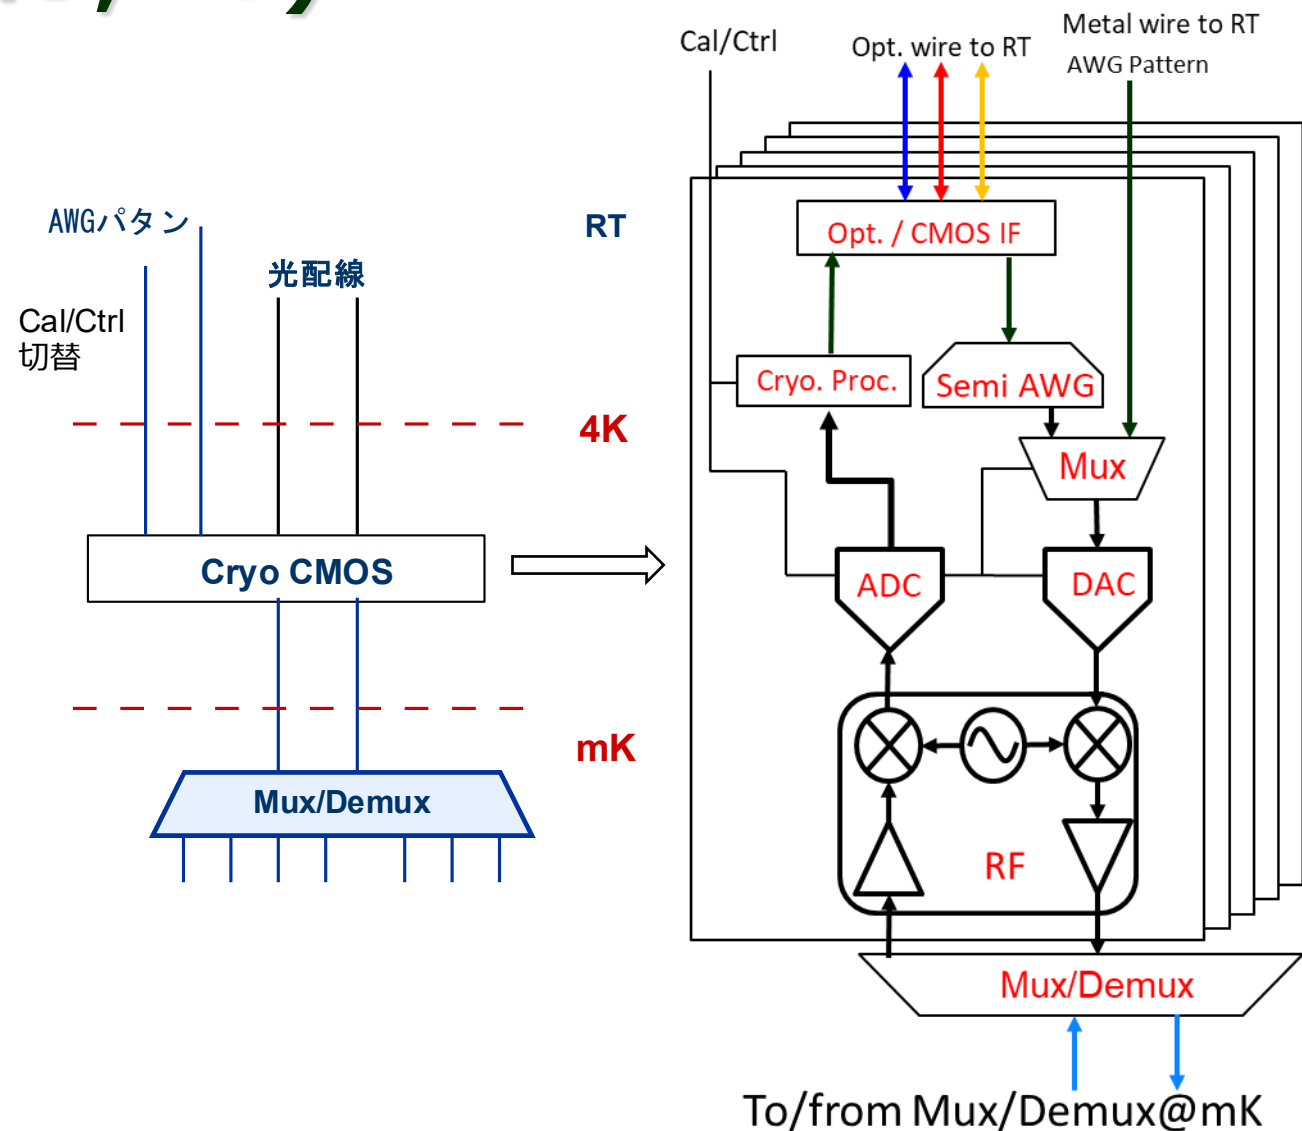 AWGパタン
RT
光配線
Cal/Ctrl
切替
4K
Cryo CMOS
mK
Mux/Demux
Cal/Ctrl
Opt. wire to RT
Metal wire to RT
AWG Pattern
Opt. / CMOS IF
Cryo. Proc.
Semi AWG
Mux
ADC
DAC
RF
Mux/Demux
To/from Mux/Demux@mK